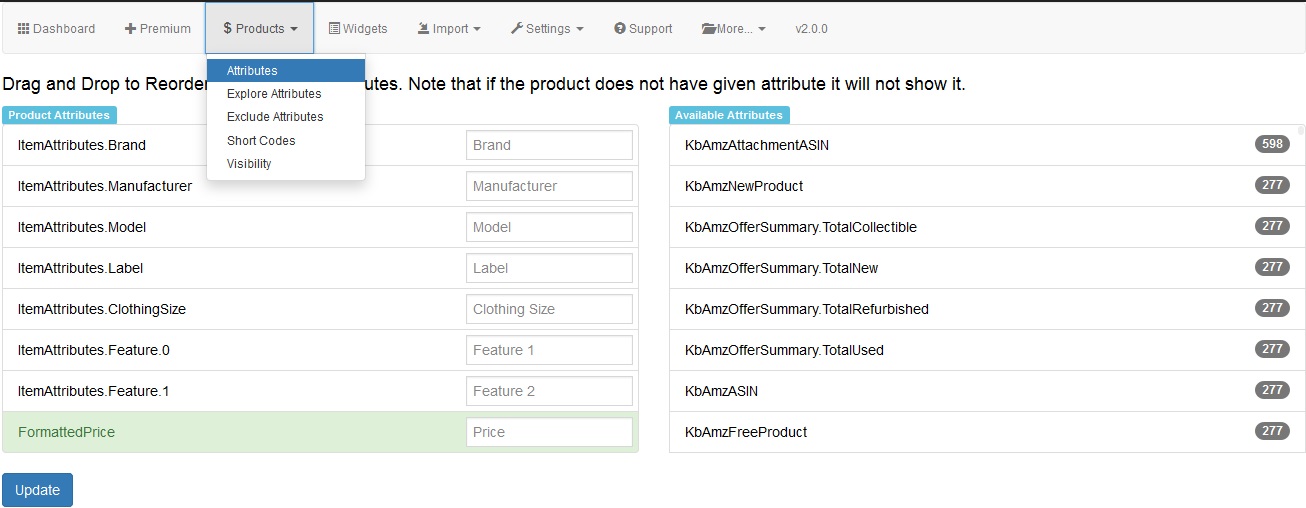 Dashboard Premium $ Products Widgets Import Settings Support More... v2.0.0
Attributes
Explore Attributes
Exclude Attributes
Short Codes
Visibility
Drag and Drop to Reorder utes. Note that if the product does not have given attribute it will not show it.
Product Attributes
ItemAttributes.Brand Brand
ItemAttributes.Manufacturer Manufacturer
ItemAttributes.Model Model
ItemAttributes.Label Label
ItemAttributes.ClothingSize Clothing Size
ItemAttributes.Feature.0 Feature 1
ItemAttributes.Feature.1 Feature 2
FormattedPrice Price
Update
Available Attributes
KbAmzAttachmentASIN 598
KbAmzNewProduct 277
KbAmzOfferSummary.TotalCollectible 277
KbAmzOfferSummary.TotalNew 277
KbAmzOfferSummary.TotalRefurbished 277
KbAmzOfferSummary.TotalUsed 277
KbAmzASIN 277
KbAmzFreeProduct 277